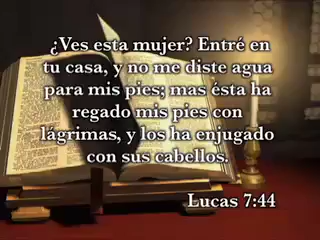 ¿Ves esta mujer? Entré en
tu casa, y no me diste agua
para mis pies; mas ésta ha
regado mis pies con
lágrimas, y los ha enjugado
con sus cabellos.
Lucas 7:44